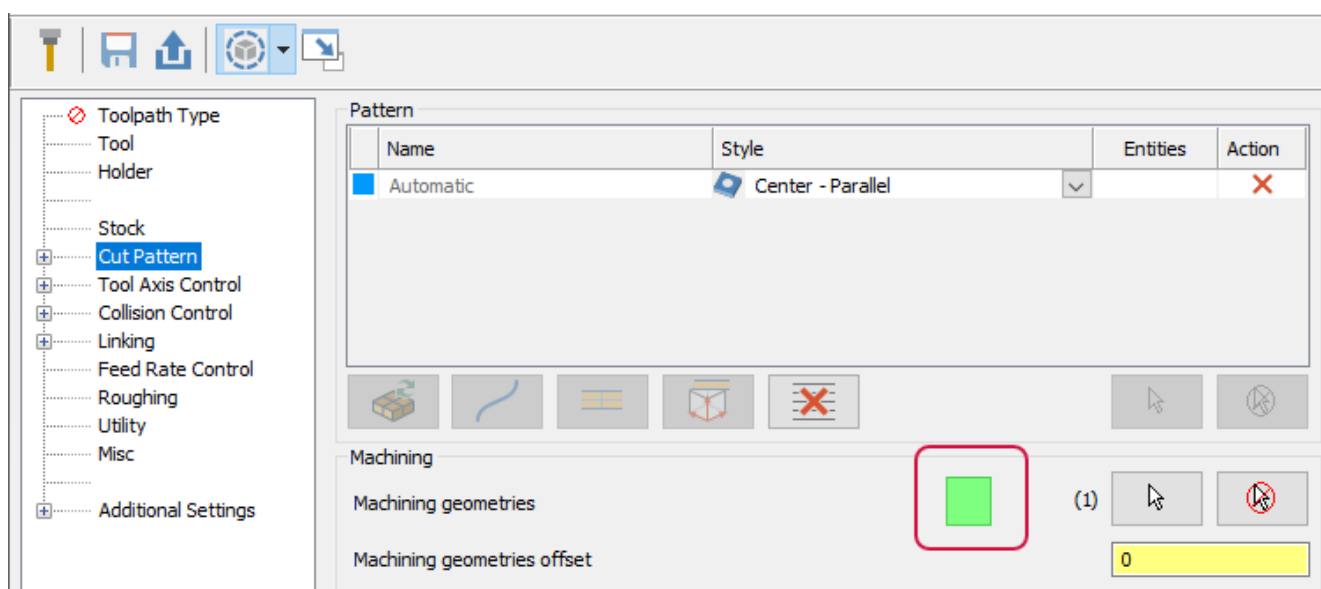 Toolpath Type
Tool
Holder
Stock
Cut Pattern
Tool Axis Control
Collision Control
Linking
Feed Rate Control
Roughing
Utility
Misc
Additional Settings
Pattern
Name Style Entities Action
Automatic Center - Parallel
Machining
Machining geometries (1)
Machining geometries offset 0